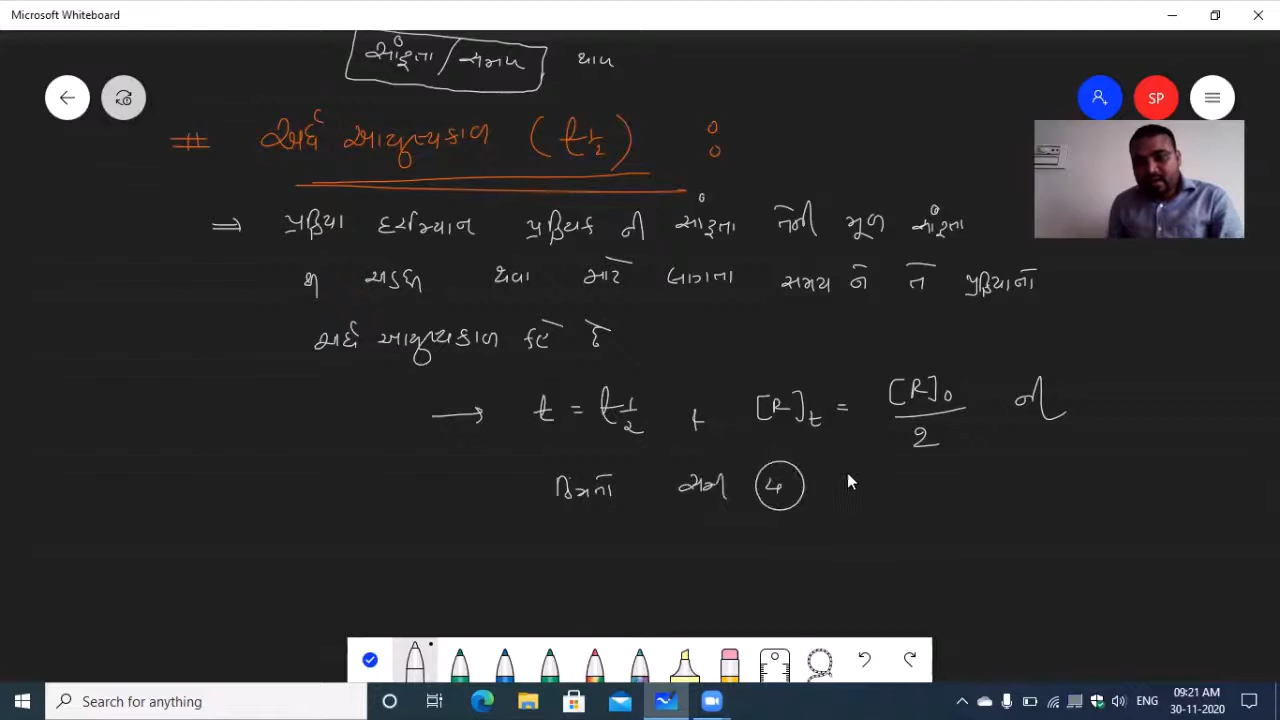 Microsoft Whiteboard
સાંદ્રતા / સમય થાય
SP
# અર્ધ આયુષ્યકાળ (t½) :
⇒ પ્રક્રિયા દરમ્યાન પ્રક્રિયક ની સાંદ્રતા તેની મૂળ સાંદ્રતા
થવા માટે લાગતા સમય ને તે પ્રક્રિયાનો
અર્ધ આયુષ્યકાળ કહે છે
→ t = t½ + [R]t = [R]0 / 2 ની
કિંમતો સમી
Search for anything
ENG
09:21 AM
30-11-2020